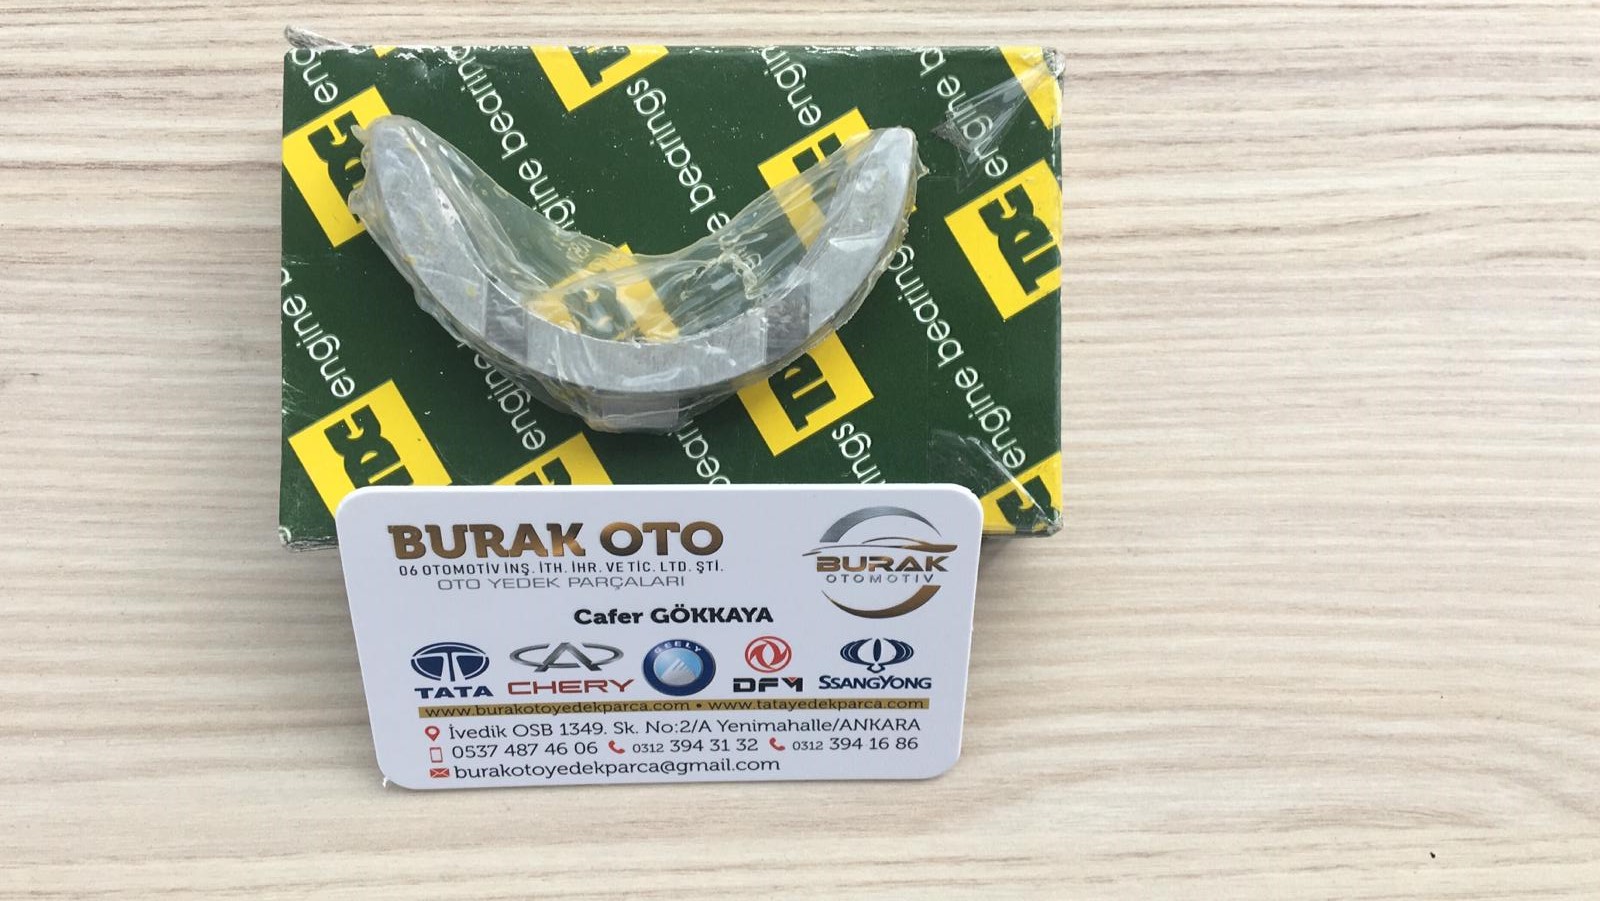 engine bearings
engine bearings
engine bearings
engine bearings
engine bearings
BURAK OTO
06 OTOMOTİV İNŞ. İTH. İHR. VE TİC. LTD. ŞTİ.
OTO YEDEK PARÇALARI
BURAK
OTOMOTİV
Cafer GÖKKAYA
TATA
CHERY
GEELY
DFM
SSANGYONG
www.burakotoyedekparca.com • www.tatayedekparca.com
İvedik OSB 1349. Sk. No:2/A Yenimahalle/ANKARA
0537 487 46 06 0312 394 31 32 0312 394 16 86
burakotoyedekparca@gmail.com